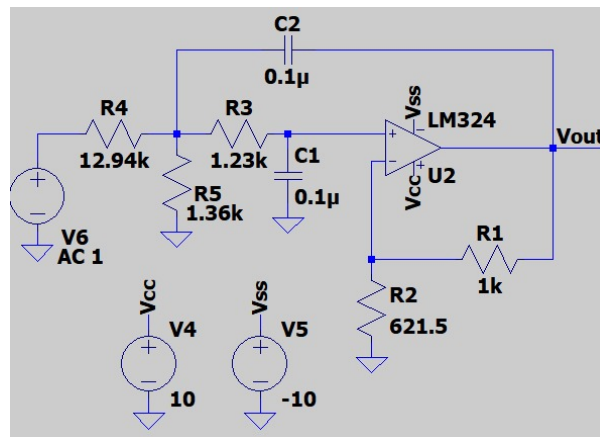 C2
0.1µ
R4
12.94k
R3
1.23k
Vss
LM324
Vout
C1
0.1µ
R5
1.36k
Vcc
U2
V6
AC 1
R1
1k
R2
621.5
Vcc
V4
10
Vss
V5
-10